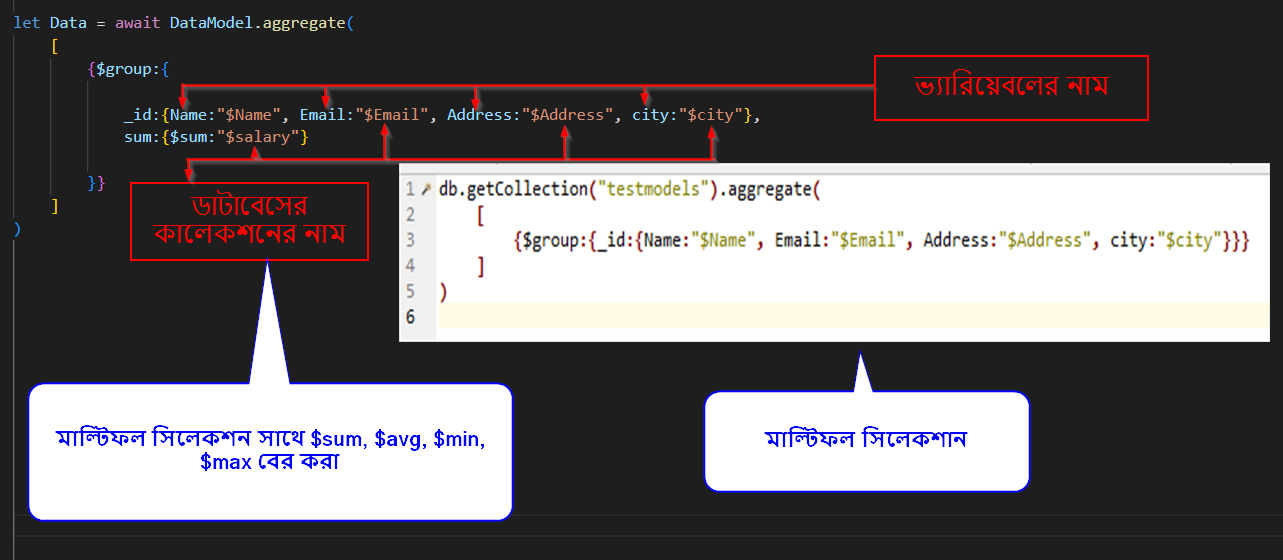 let Data = await DataModel.aggregate(
[
{$group:{
ভ্যারিয়েবলের নাম
_id:{Name:"$Name", Email:"$Email", Address:"$Address", city:"$city"},
sum:{$sum:"$salary"}
}}
]
)
ডাটাবেসের
কালেকশনের নাম
1 db.getCollection("testmodels").aggregate(
2 [
3 {$group:{_id:{Name:"$Name", Email:"$Email", Address:"$Address", city:"$city"}}}
4 ]
5 )
6
মাল্টিফল সিলেকশন সাথে $sum, $avg, $min,
$max বের করা
মাল্টিফল সিলেকশান